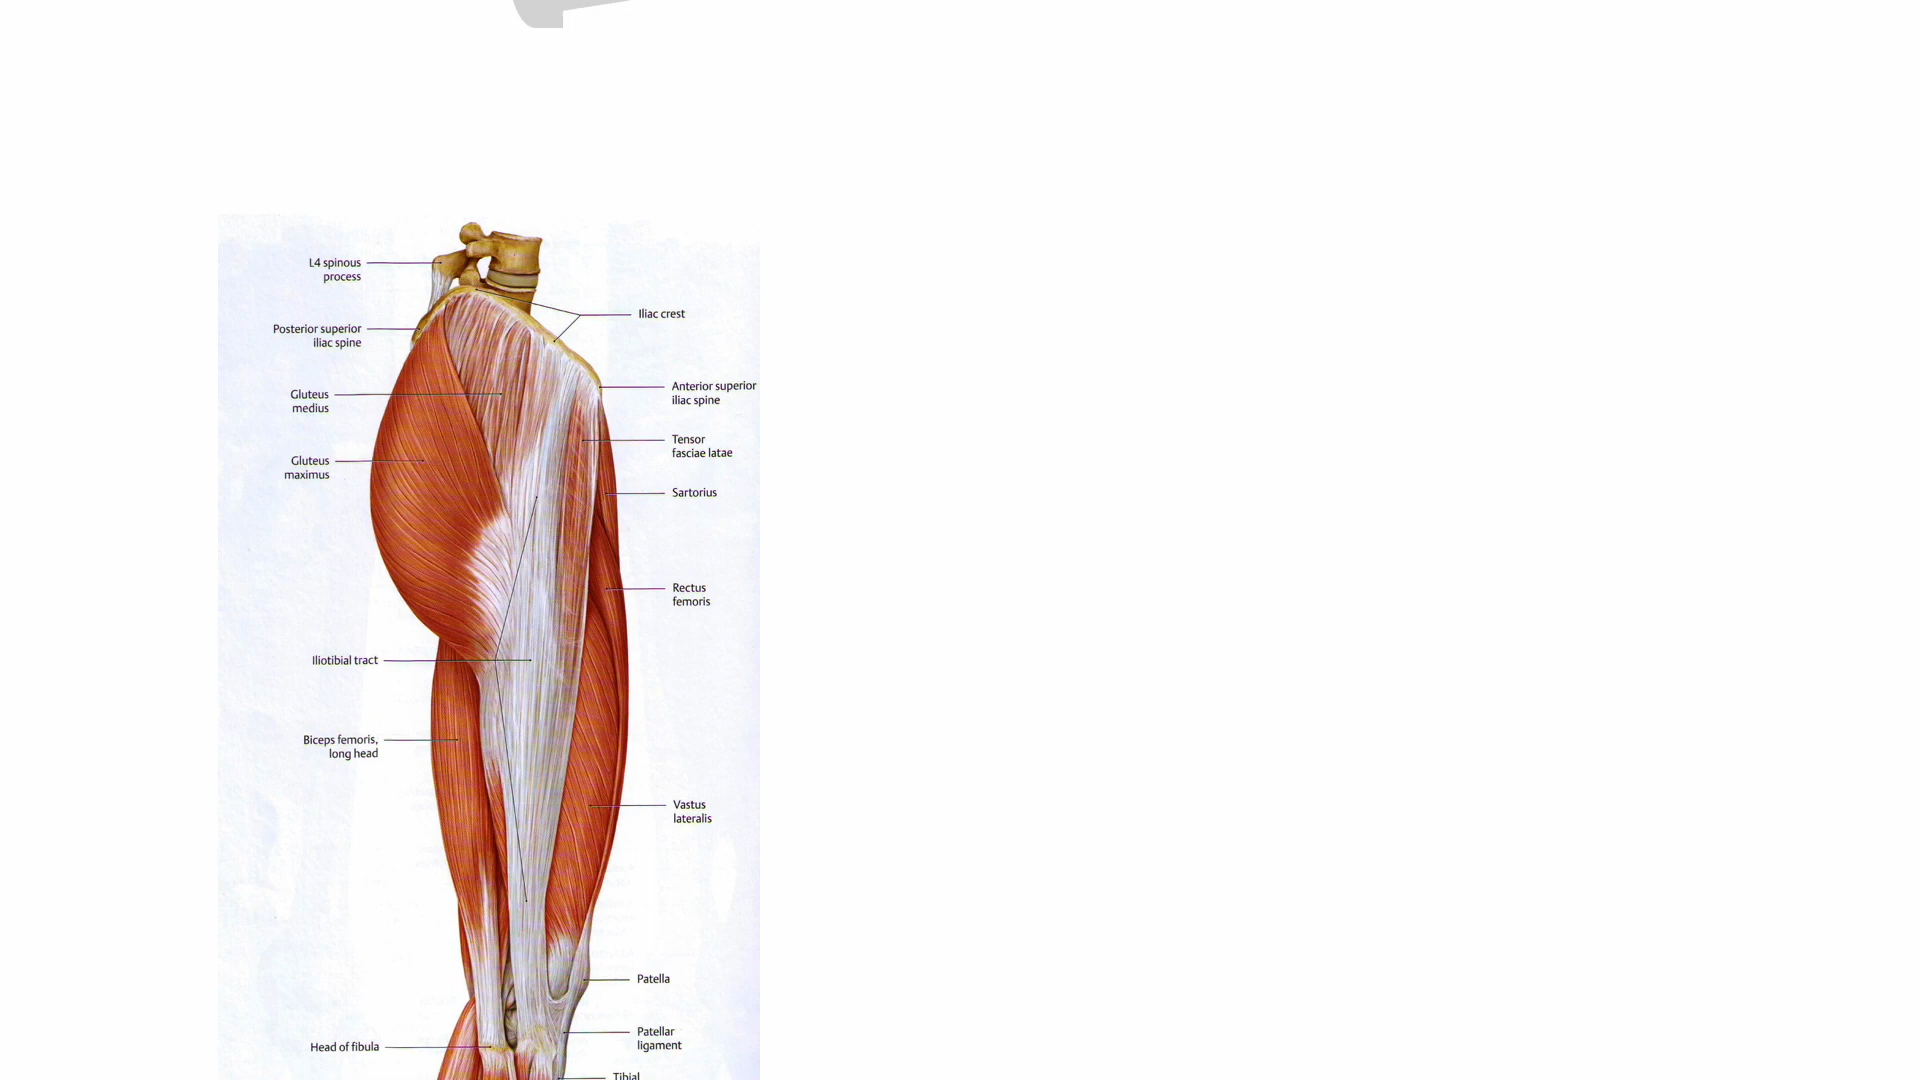 L4 spinous
process
Iliac crest
Posterior superior
iliac spine
Anterior superior
iliac spine
Gluteus
medius
Tensor
fasciae latae
Gluteus
maximus
Sartorius
Rectus
femoris
Iliotibial tract
Biceps femoris,
long head
Vastus
lateralis
Patella
Patellar
ligament
Head of fibula
Tibial